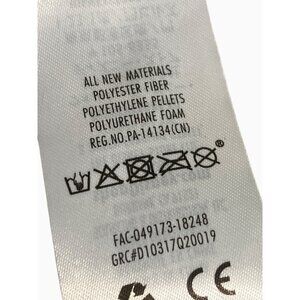 ALL NEW MATERIALS
POLYESTER FIBER
POLYETHYLENE PELLETS
POLYURETHANE FOAM
REG.NO.PA-14134(CN)
®
FAC-049173-18248
GRC#D10317Q20019
CE